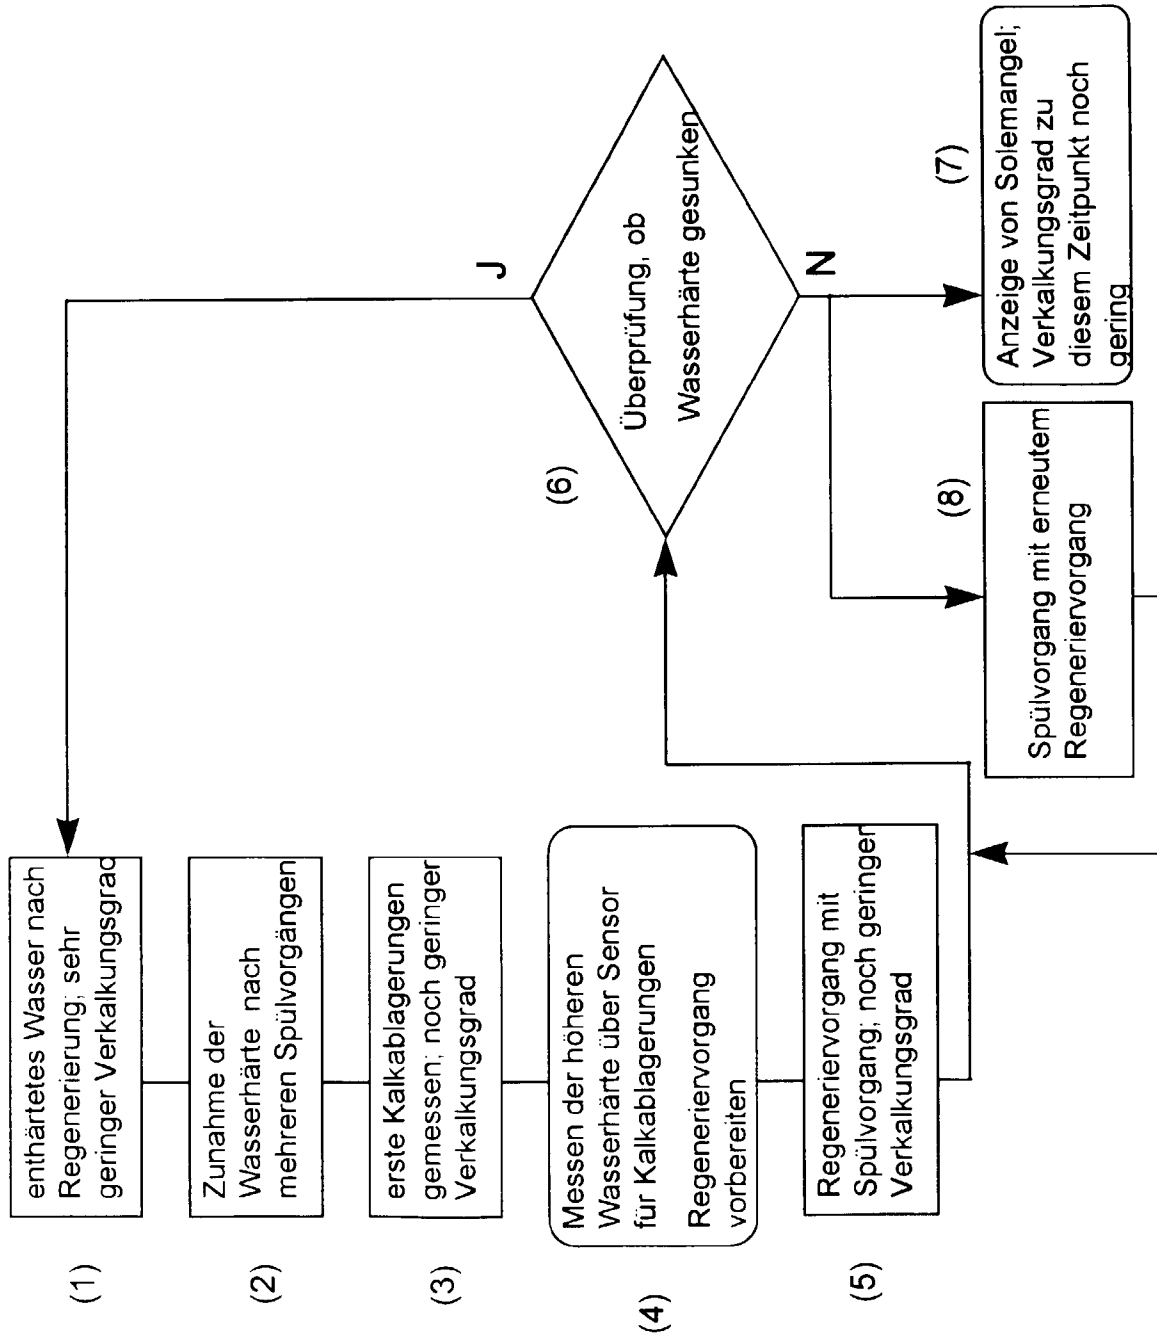 (1)
enthärtetes Wasser nach
Regenerierung; sehr
geringer Verkalkungsgrad
(2)
Zunahme der
Wasserhärte nach
mehreren Spülvorgängen
(3)
erste Kalkablagerungen
gemessen; noch geringer
Verkalkungsgrad
(4)
Messen der höheren
Wasserhärte über Sensor
für Kalkablagerungen
Regeneriervorgang
vorbereiten
(5)
Regeneriervorgang mit
Spülvorgang; noch geringer
Verkalkungsgrad
(6)
Überprüfung, ob
Wasserhärte gesunken
J
N
(7)
Anzeige von Solemangel;
Verkalkungsgrad zu
diesem Zeitpunkt noch
gering
(8)
Spülvorgang mit erneutem
Regeneriervorgang